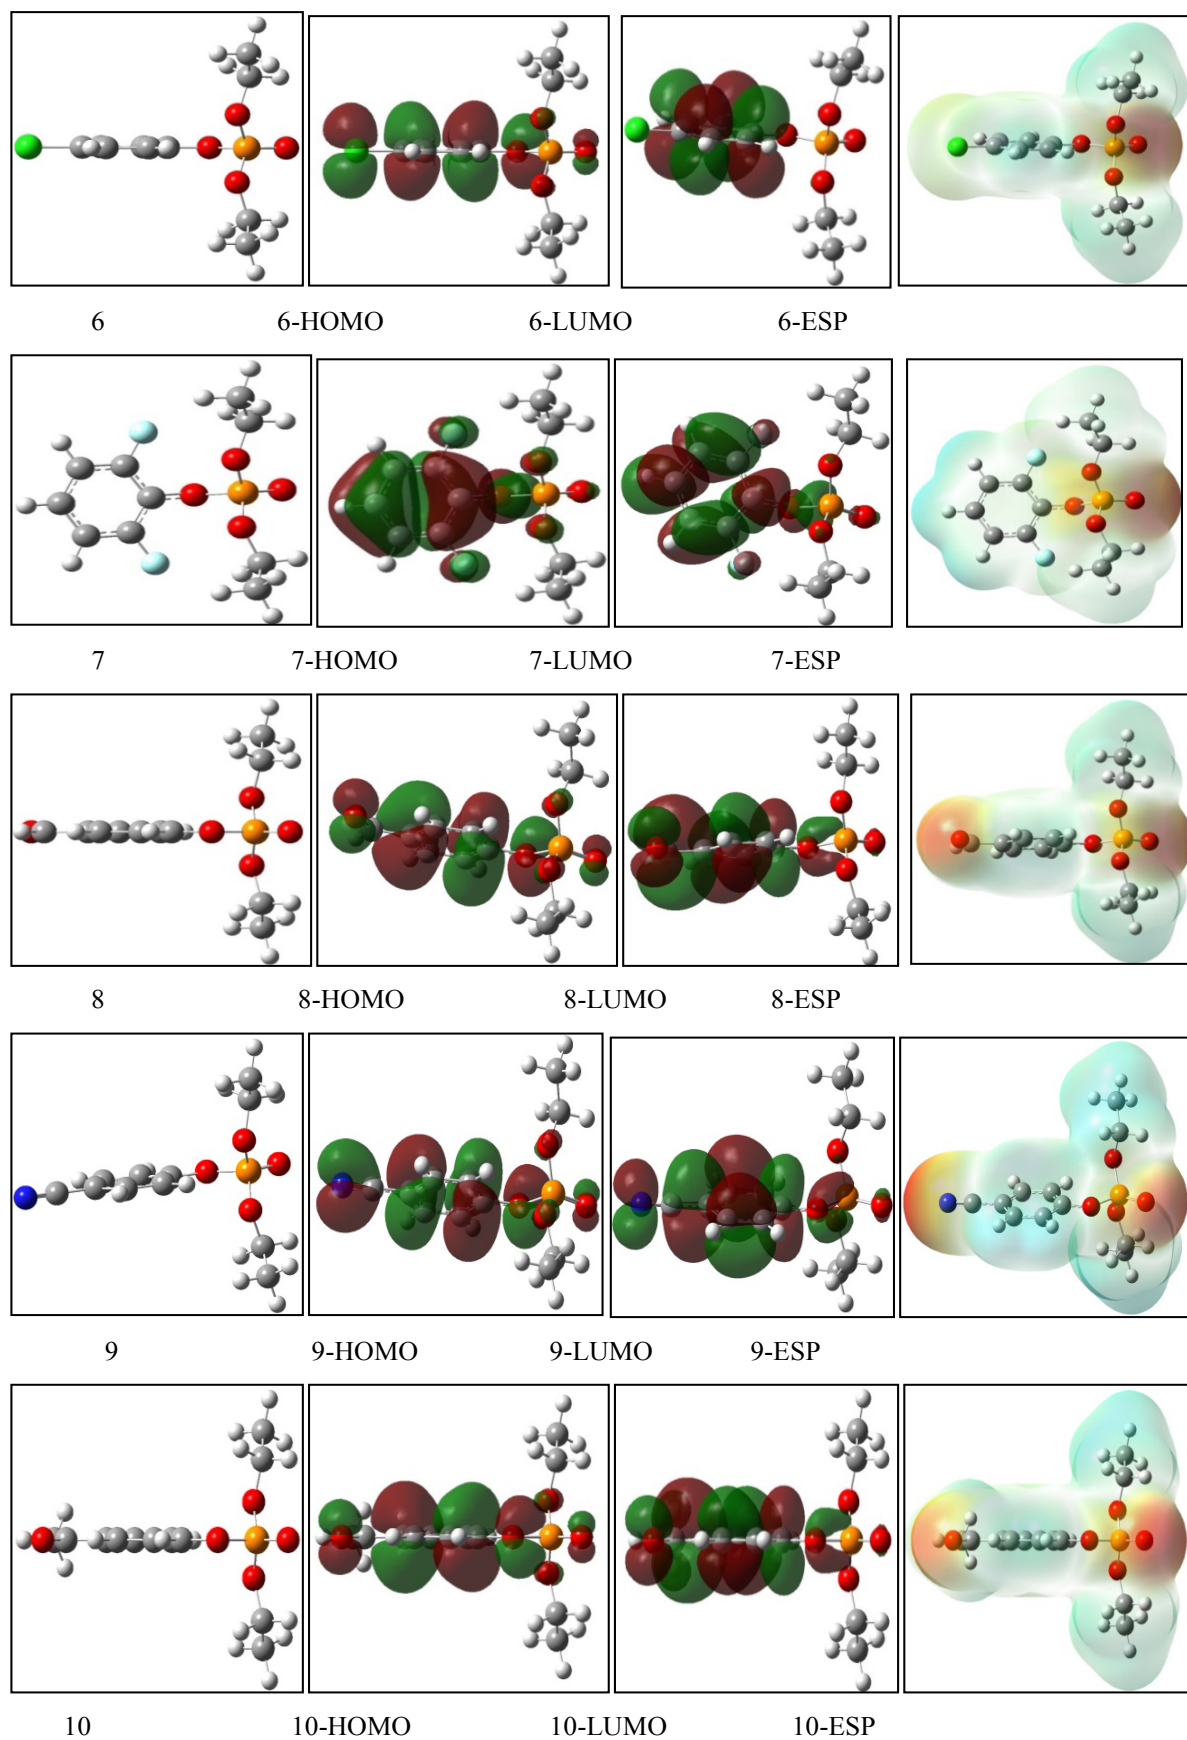 6 6-HOMO 6-LUMO 6-ESP
7 7-HOMO 7-LUMO 7-ESP
8 8-HOMO 8-LUMO 8-ESP
9 9-HOMO 9-LUMO 9-ESP
10 10-HOMO 10-LUMO 10-ESP